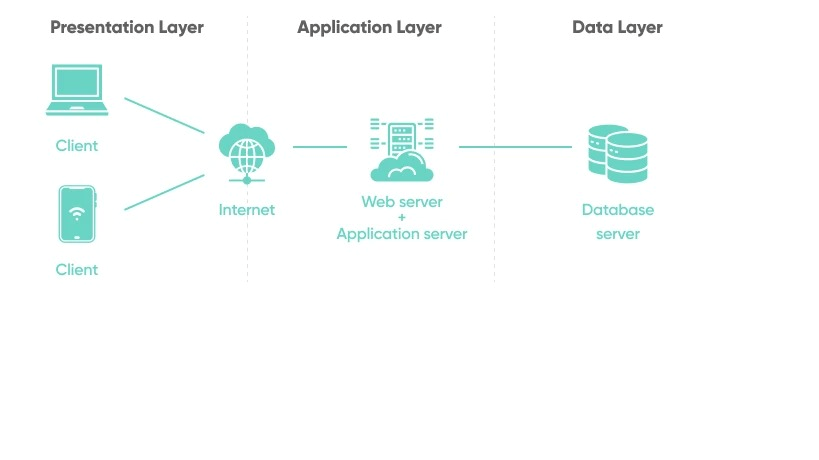 Presentation Layer
Application Layer
Data Layer
Client
Client
Internet
Web server
+
Application server
Database
server